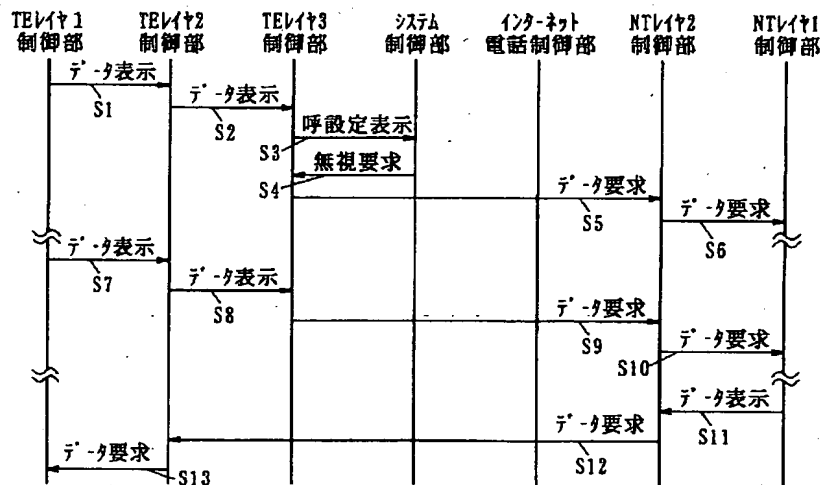 TEレイヤ1
制御部
TEレイヤ2
制御部
TEレイヤ3
制御部
システム
制御部
インターネット
電話制御部
NTレイヤ2
制御部
NTレイヤ1
制御部
データ表示
S1
データ表示
S2
呼設定表示
S3
無視要求
S4
データ要求
S5
データ要求
S6
データ表示
S7
データ表示
S8
データ要求
S9
データ要求
S10
データ表示
S11
データ要求
S12
データ要求
S13